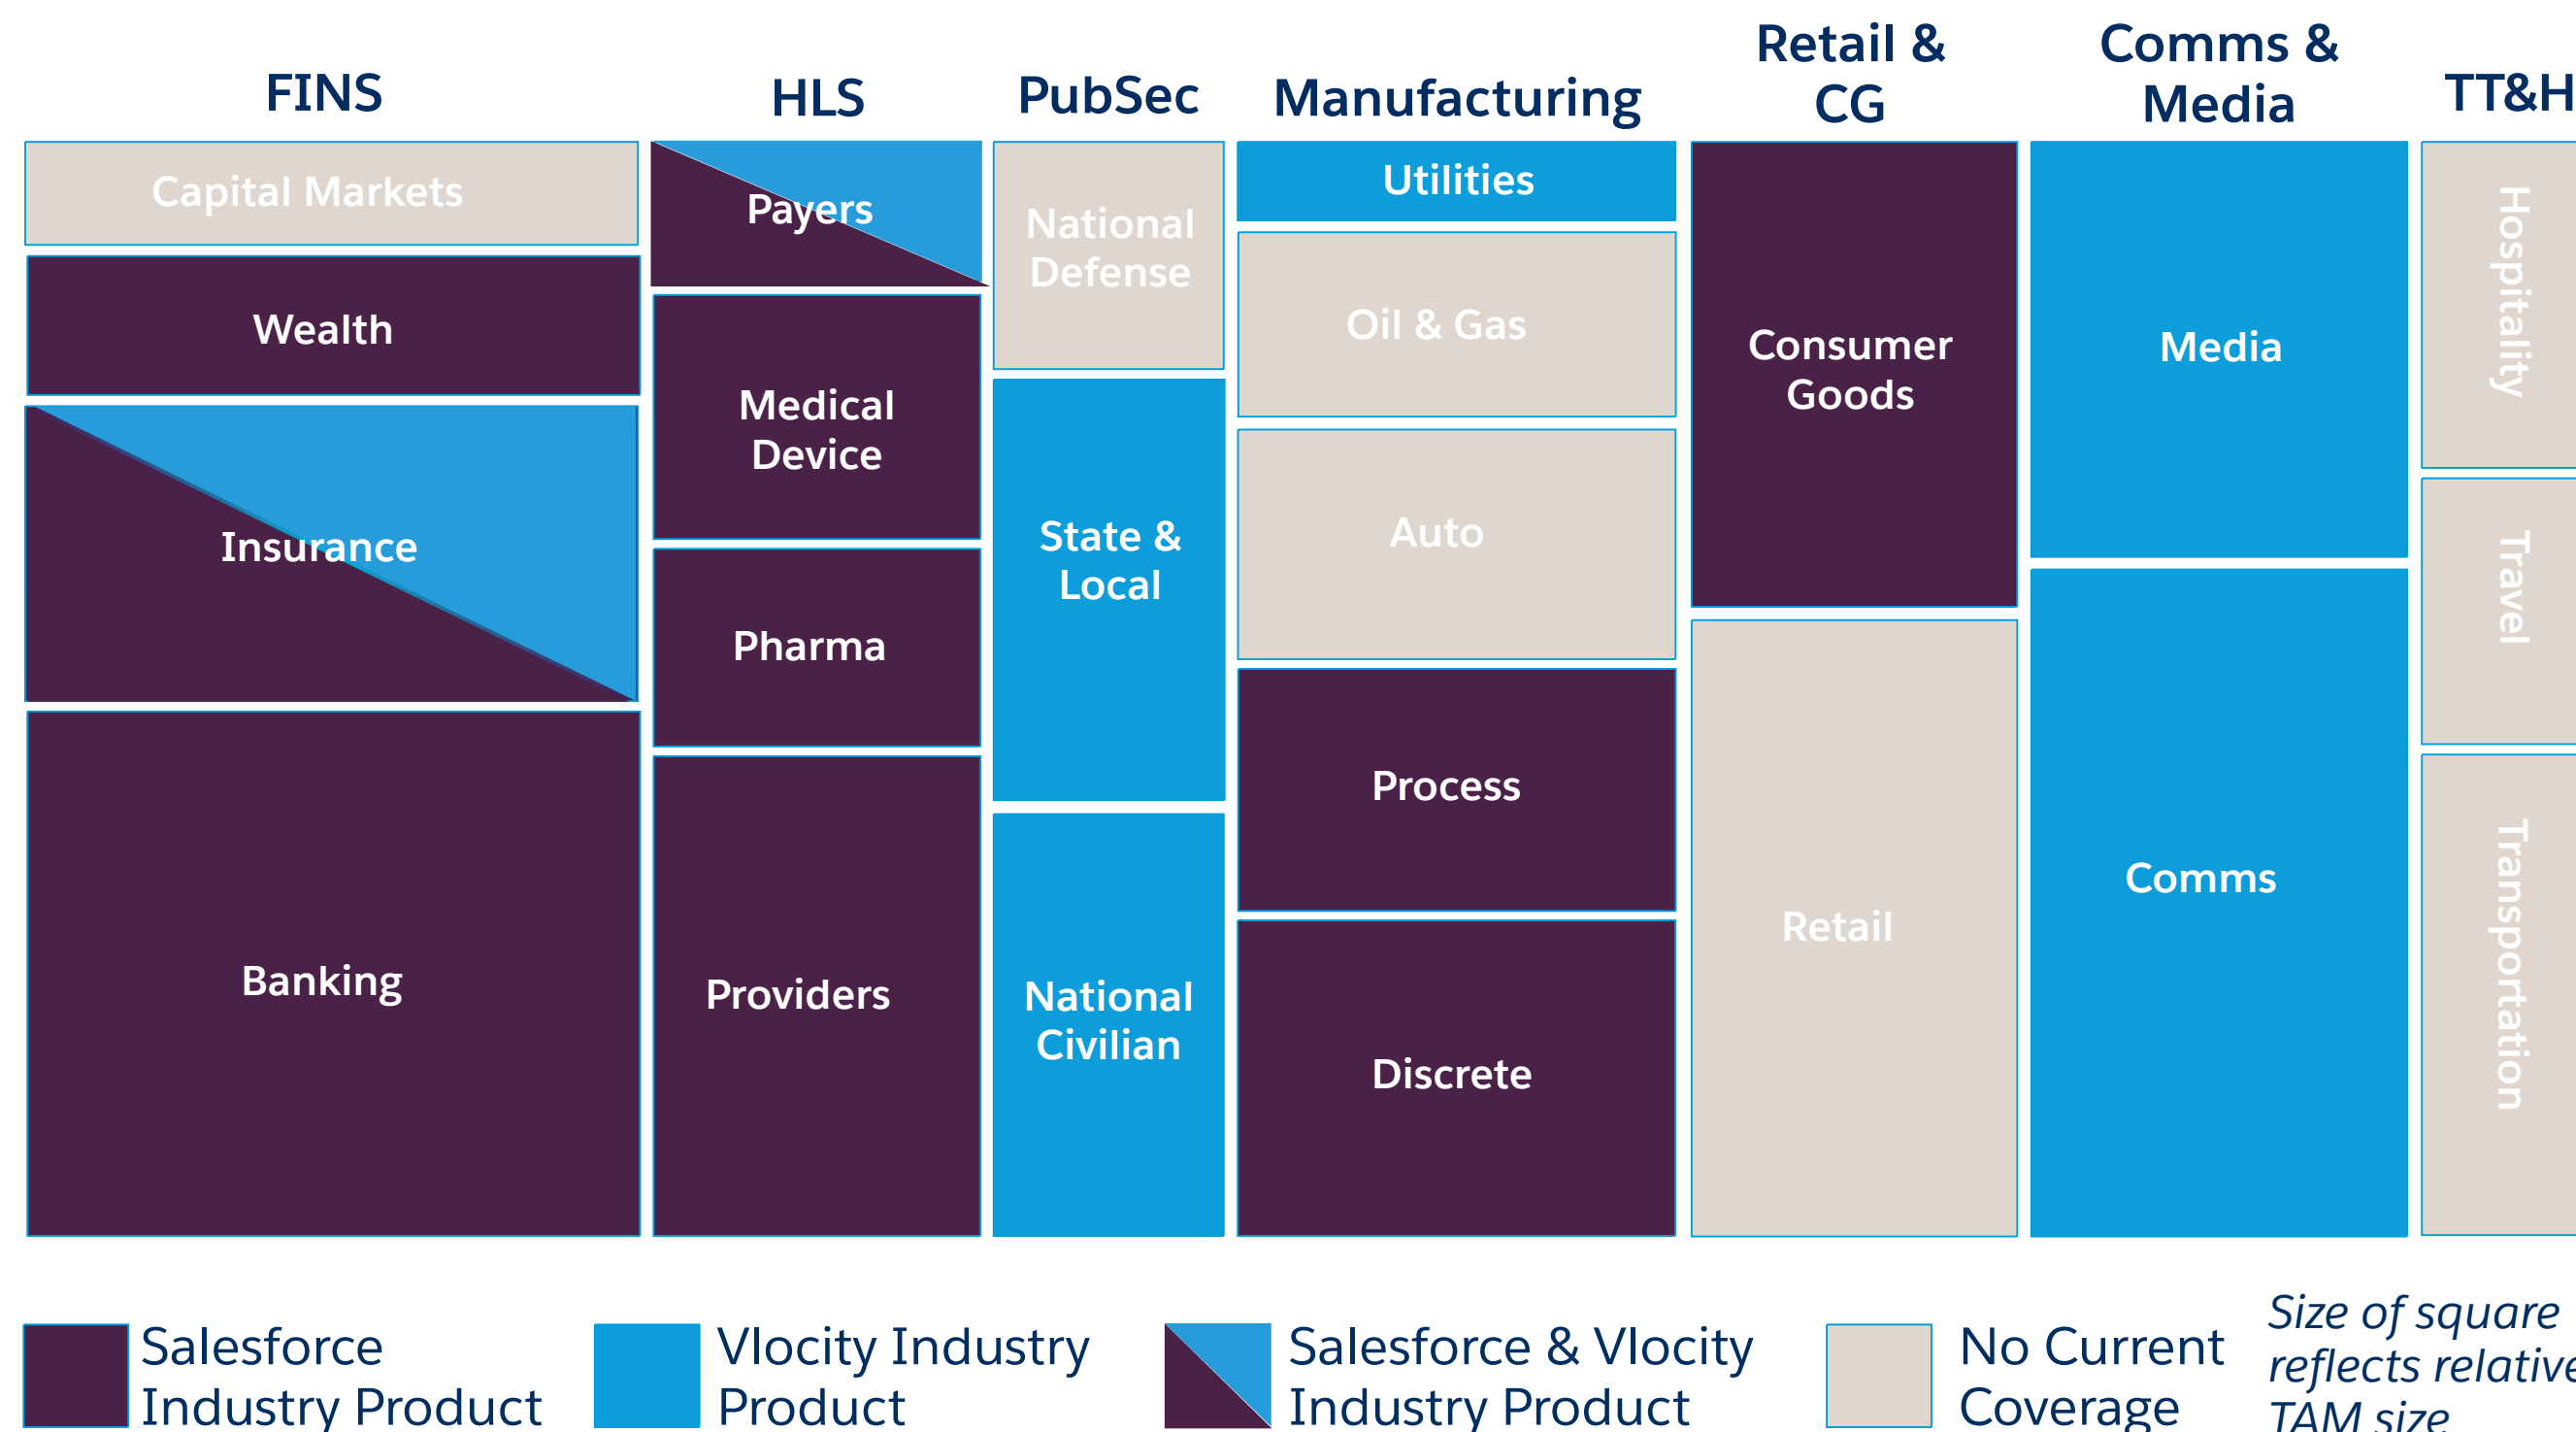 FINS
HLS
PubSec
Manufacturing
Retail &
CG
Comms &
Media
TT&H
Capital Markets
Wealth
Insurance
Banking
Payers
Medical
Device
Pharma
Providers
National
Defense
State &
Local
National
Civilian
Utilities
Oil & Gas
Auto
Process
Discrete
Consumer
Goods
Retail
Media
Comms
Hospitality
Travel
Transportation
Salesforce
Industry Product
Vlocity Industry
Product
Salesforce & Vlocity
Industry Product
No Current
Coverage
Size of square
reflects relative
TAM size